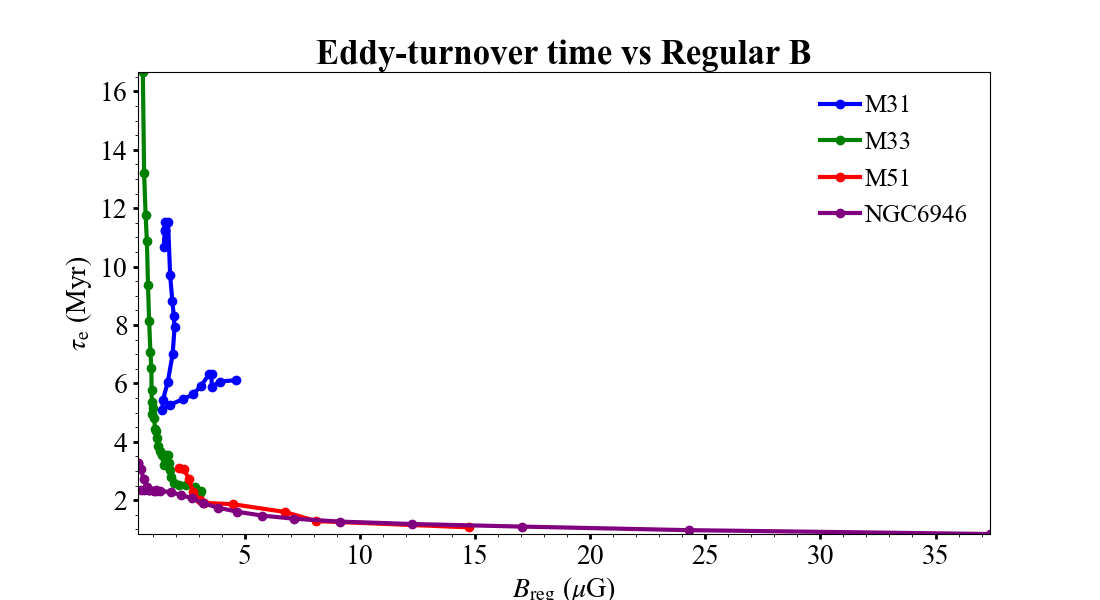 Eddy-turnover time vs Regular B
16
14
12
10
8
6
4
2
τe (Myr)
M31
M33
M51
NGC6946
5 10 15 20 25 30 35
Breg (μG)